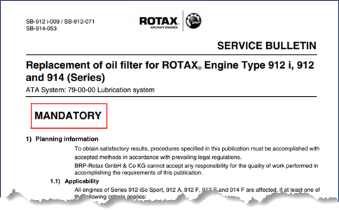 SB-912 i-009 / SB-912-071
SB-914-053
ROTAX
AIRCRAFT ENGINES
SERVICE BULLETIN
Replacement of oil filter for ROTAX® Engine Type 912 i, 912
and 914 (Series)
ATA System: 79-00-00 Lubrication system
MANDATORY
1) Planning information
To obtain satisfactory results, procedures specified in this publication must be accomplished with
accepted methods in accordance with prevailing legal regulations.
BRP-Rotax GmbH & Co KG cannot accept any responsibility for the quality of work performed in
accomplishing the requirements of this publication.
1.1) Applicability
All engines of Series 912 iSc Sport, 912 A, 912 F, 912 S and 914 F are affected, if at least one of
the following criteria applies: